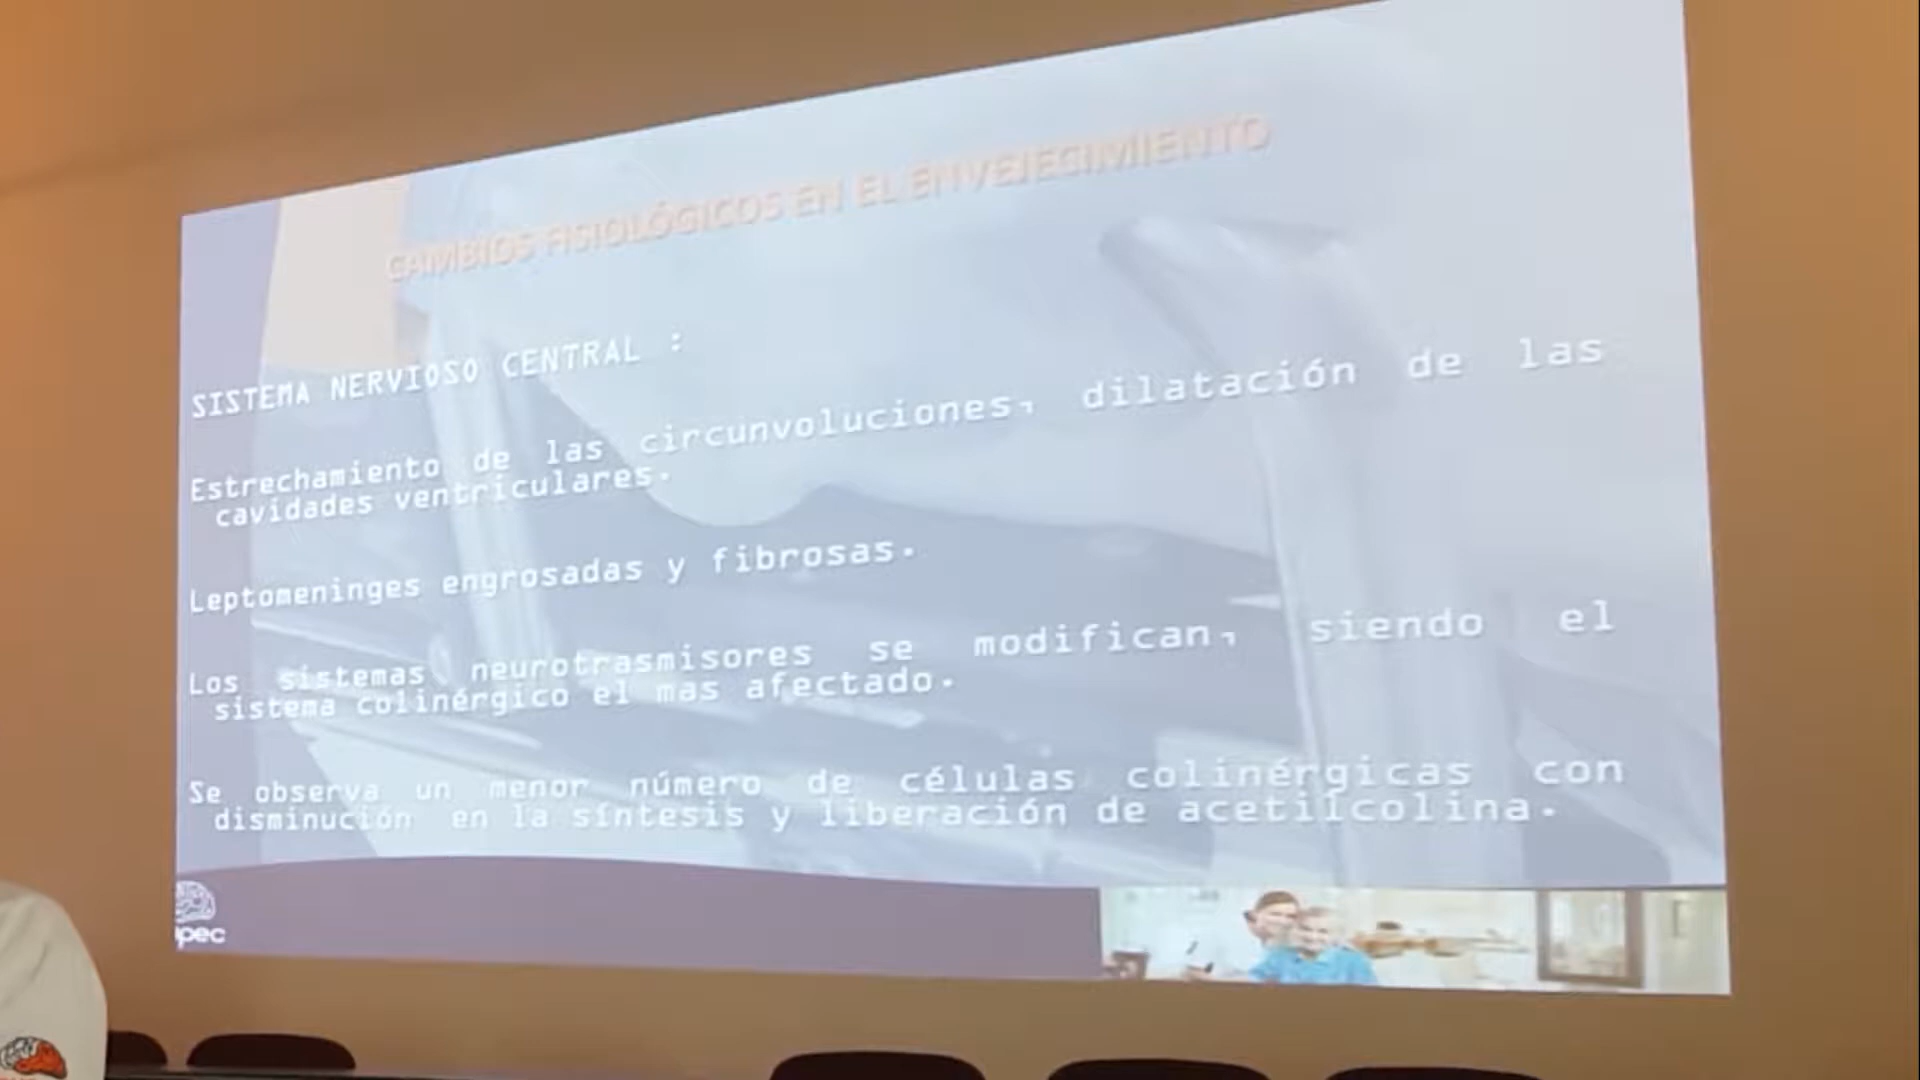 CAMBIOS FISIOLÓGICOS EN EL ENVEJECIMIENTO
SISTEMA NERVIOSO CENTRAL :
Estrechamiento de las circunvoluciones, dilatación de las
cavidades ventriculares.
Leptomeninges engrosadas y fibrosas.
Los sistemas neurotrasmisores se modifican, siendo el
sistema colinérgico el mas afectado.
Se observa un menor número de células colinérgicas con
disminución en la síntesis y liberación de acetilcolina.